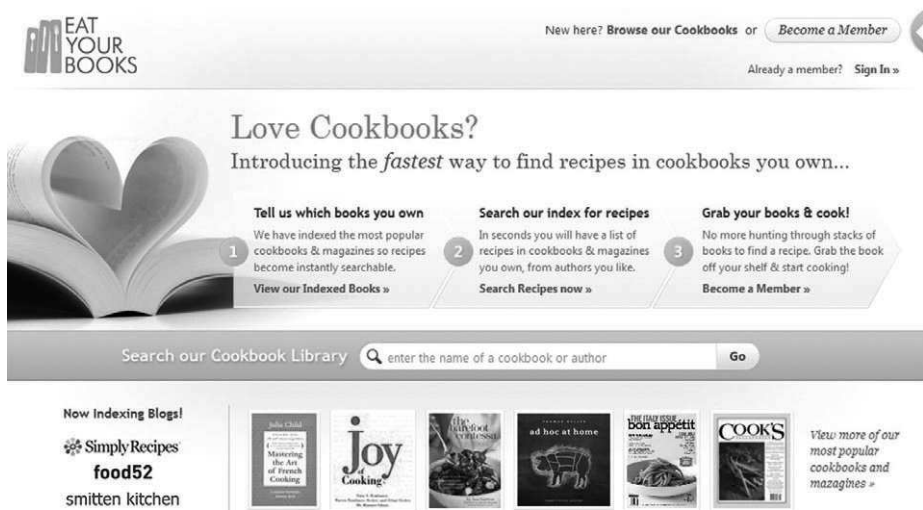 EAT
YOUR
BOOKS
New here? Browse our Cookbooks or Become a Member
Already a member? Sign In »
Love Cookbooks?
Introducing the fastest way to find recipes in cookbooks you own...
1
Tell us which books you own
We have indexed the most popular
cookbooks & magazines so recipes
become instantly searchable.
View our Indexed Books »
2
Search our index for recipes
In seconds you will have a list of
recipes in cookbooks & magazines
you own, from authors you like.
Search Recipes now »
3
Grab your books & cook!
No more hunting through stacks of
books to find a recipe. Grab the book
off your shelf & start cooking!
Become a Member »
Search our Cookbook Library
enter the name of a cookbook or author
Go
Now Indexing Blogs!
SimplyRecipes
food52
smitten kitchen
Julia Child
Mastering
the Art
of French
Cooking
Joy
of
Cooking
the
barefoot
contessa
ad hoc at home
THE ITALY ISSUE
bon appétit
COOK'S
View more of our
most popular
cookbooks and
mazagines »